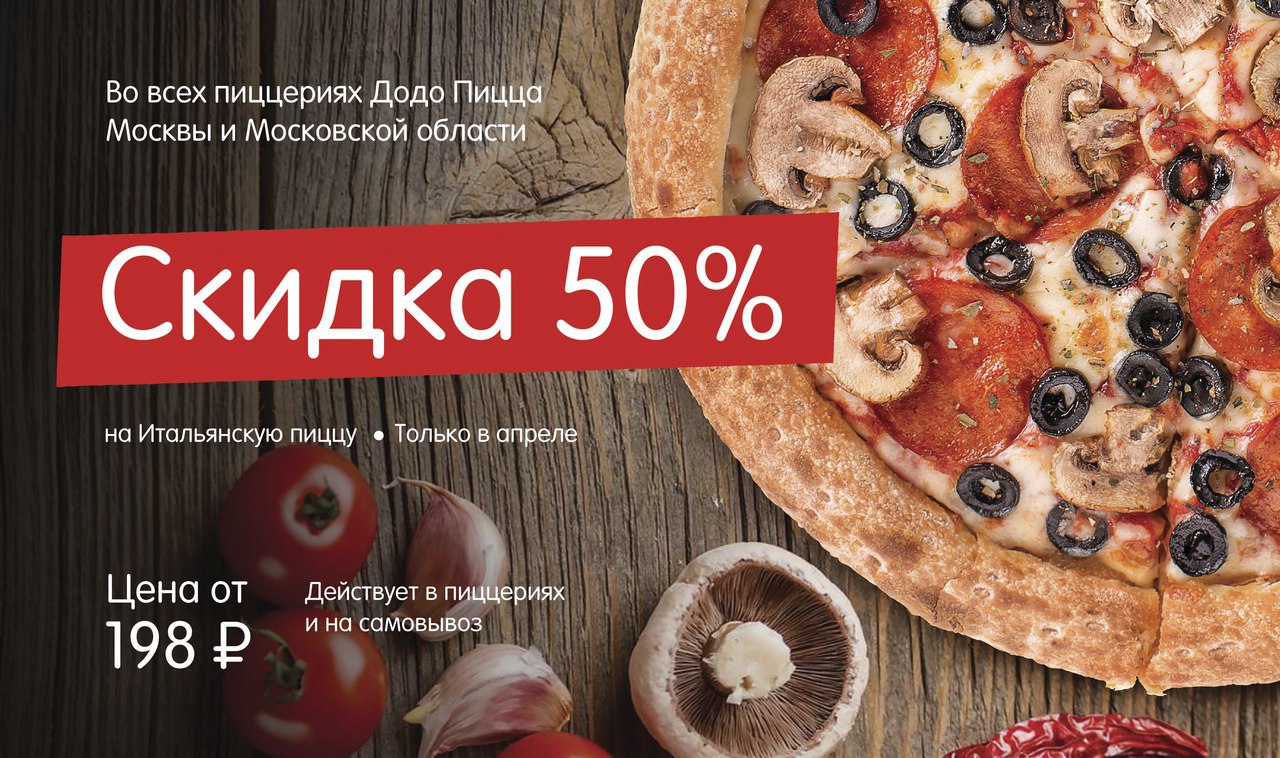 Во всех пиццериях Додо Пицца
Москвы и Московской области
Скидка 50%
на Итальянскую пиццу • Только в апреле
Цена от
198 ₽
Действует в пиццериях
и на самовывоз